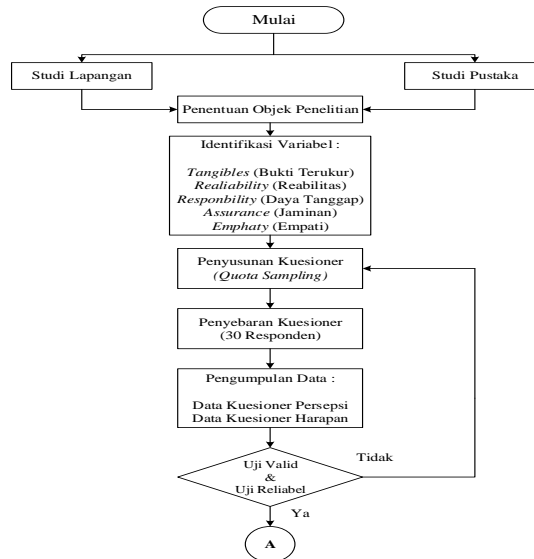 Mulai
Studi Lapangan
Studi Pustaka
Penentuan Objek Penelitian
Identifikasi Variabel :
Tangibles (Bukti Terukur)
Realiability (Reabilitas)
Responbility (Daya Tanggap)
Assurance (Jaminan)
Emphaty (Empati)
Penyusunan Kuesioner
(Quota Sampling)
Penyebaran Kuesioner
(30 Responden)
Pengumpulan Data :
Data Kuesioner Persepsi
Data Kuesioner Harapan
Uji Valid
&
Uji Reliabel
Tidak
Ya
A